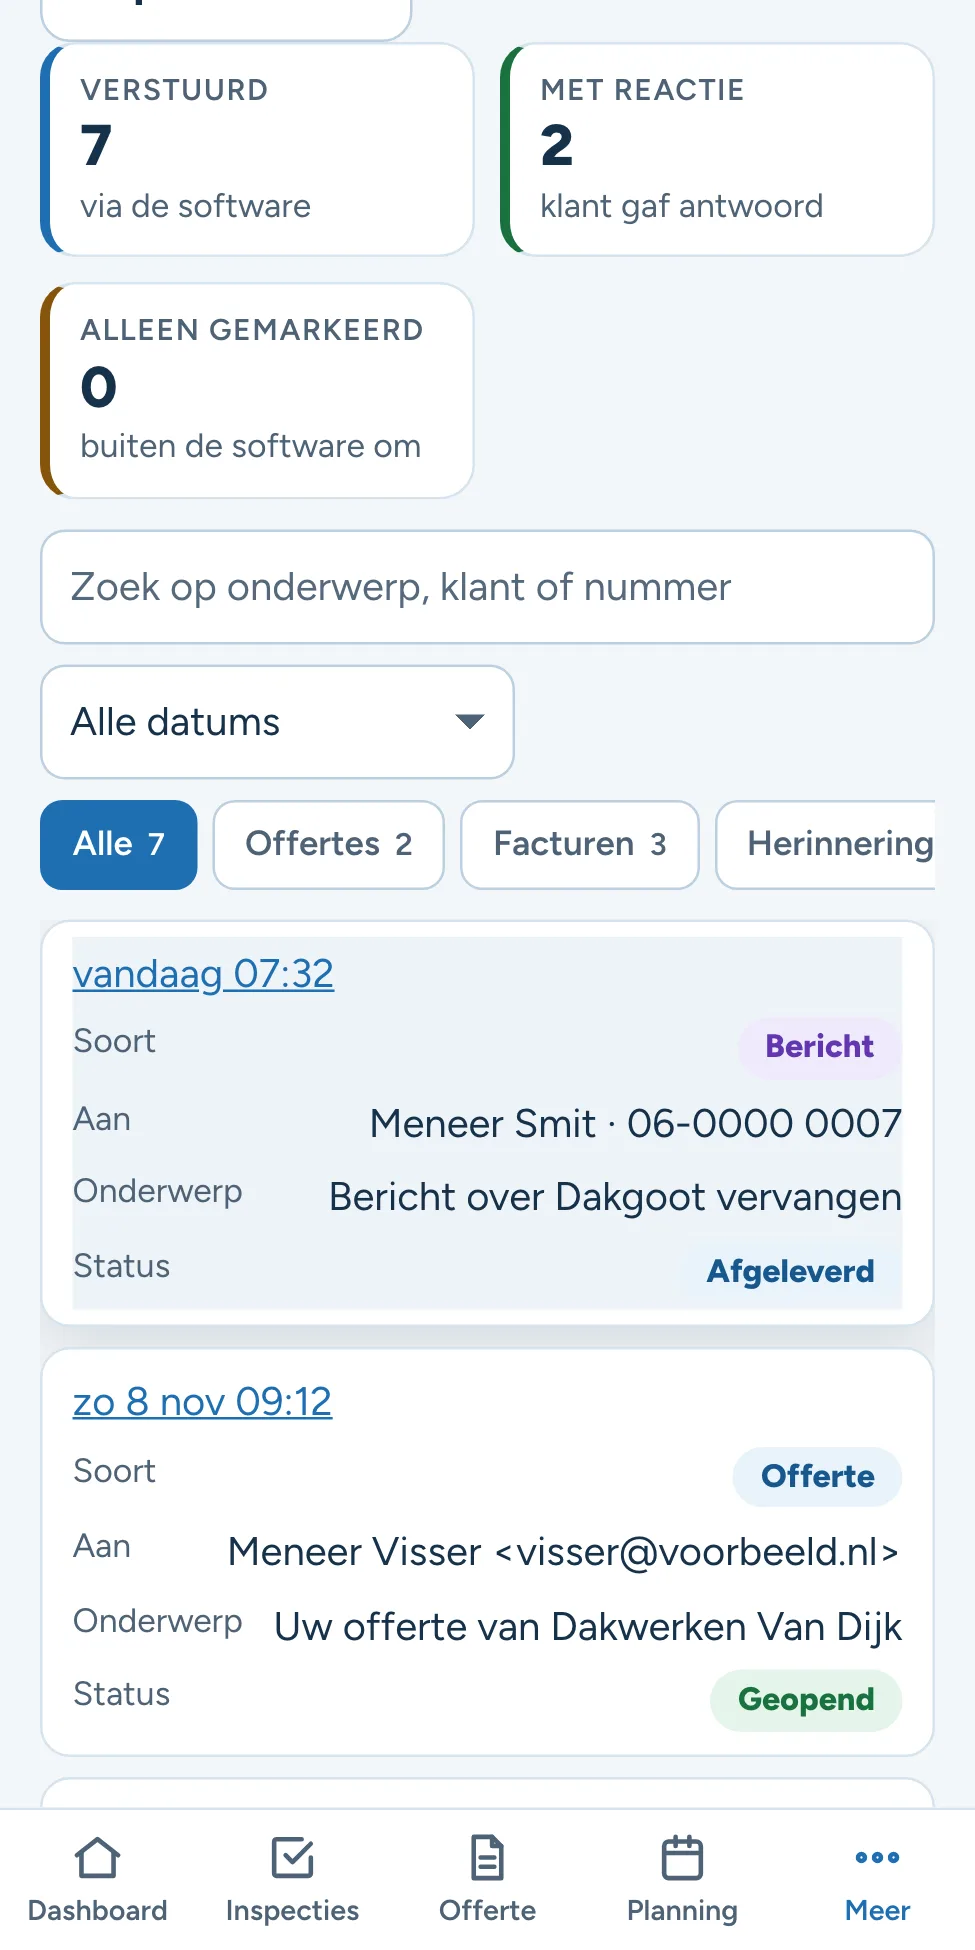 VERSTUURD
7
via de software
MET REACTIE
2
klant gaf antwoord
ALLEEN GEMARKEERD
0
buiten de software om
Zoek op onderwerp, klant of nummer
Alle datums
Alle 7 Offertes 2 Facturen 3 Herinnering
vandaag 07:32
Soort Bericht
Aan Meneer Smit · 06-0000 0007
Onderwerp Bericht over Dakgoot vervangen
Status Afgeleverd
zo 8 nov 09:12
Soort Offerte
Aan Meneer Visser <visser@voorbeeld.nl>
Onderwerp Uw offerte van Dakwerken Van Dijk
Status Geopend
Dashboard Inspecties Offerte Planning Meer